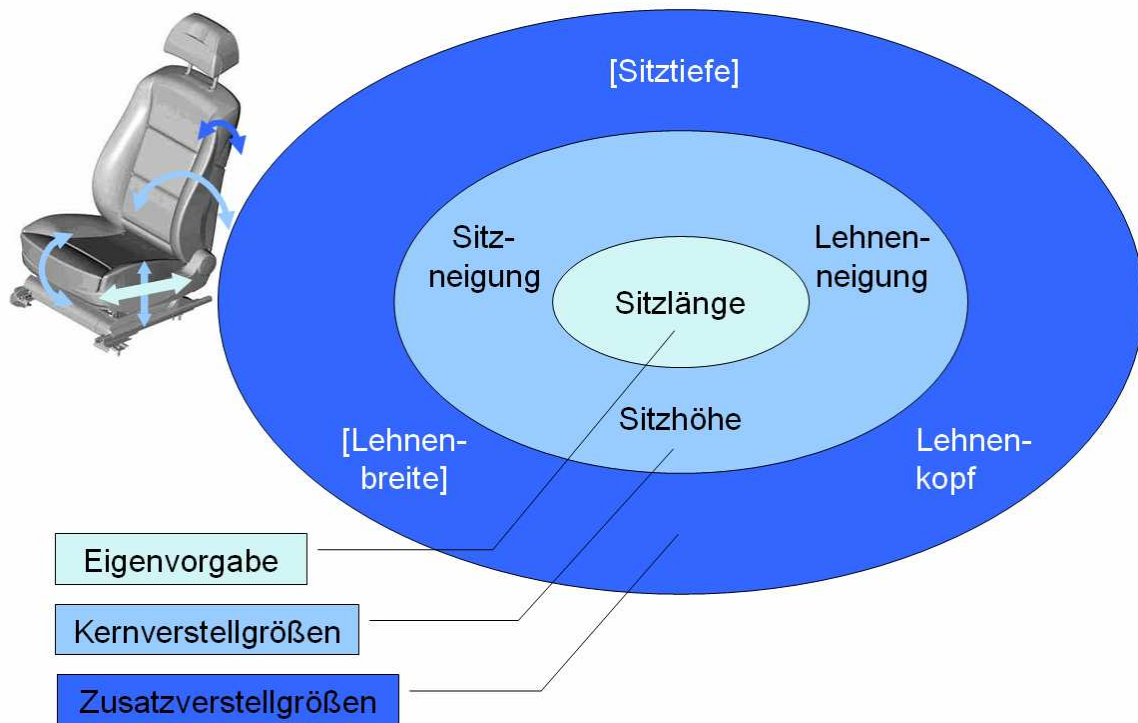 [Sitztiefe]
Sitz-
neigung
Lehnen-
neigung
Sitzlänge
Sitzhöhe
[Lehnen-
breite]
Lehnen-
kopf
Eigenvorgabe
Kernverstellgrößen
Zusatzverstellgrößen